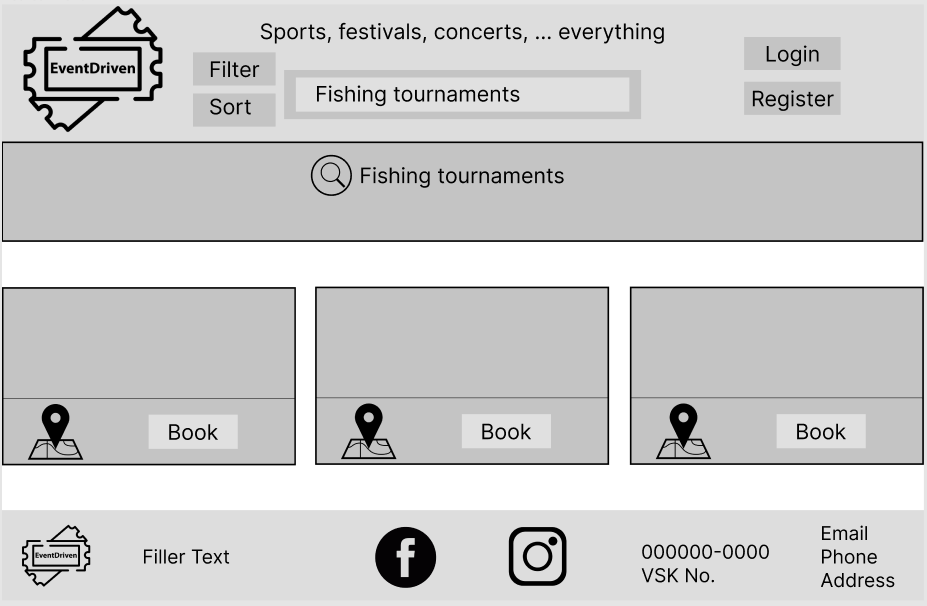 EventDriven
Sports, festivals, concerts, ... everything
Filter
Sort
Fishing tournaments
Login
Register
Fishing tournaments
Book
Book
Book
EventDriven
Filler Text
000000-0000
VSK No.
Email
Phone
Address